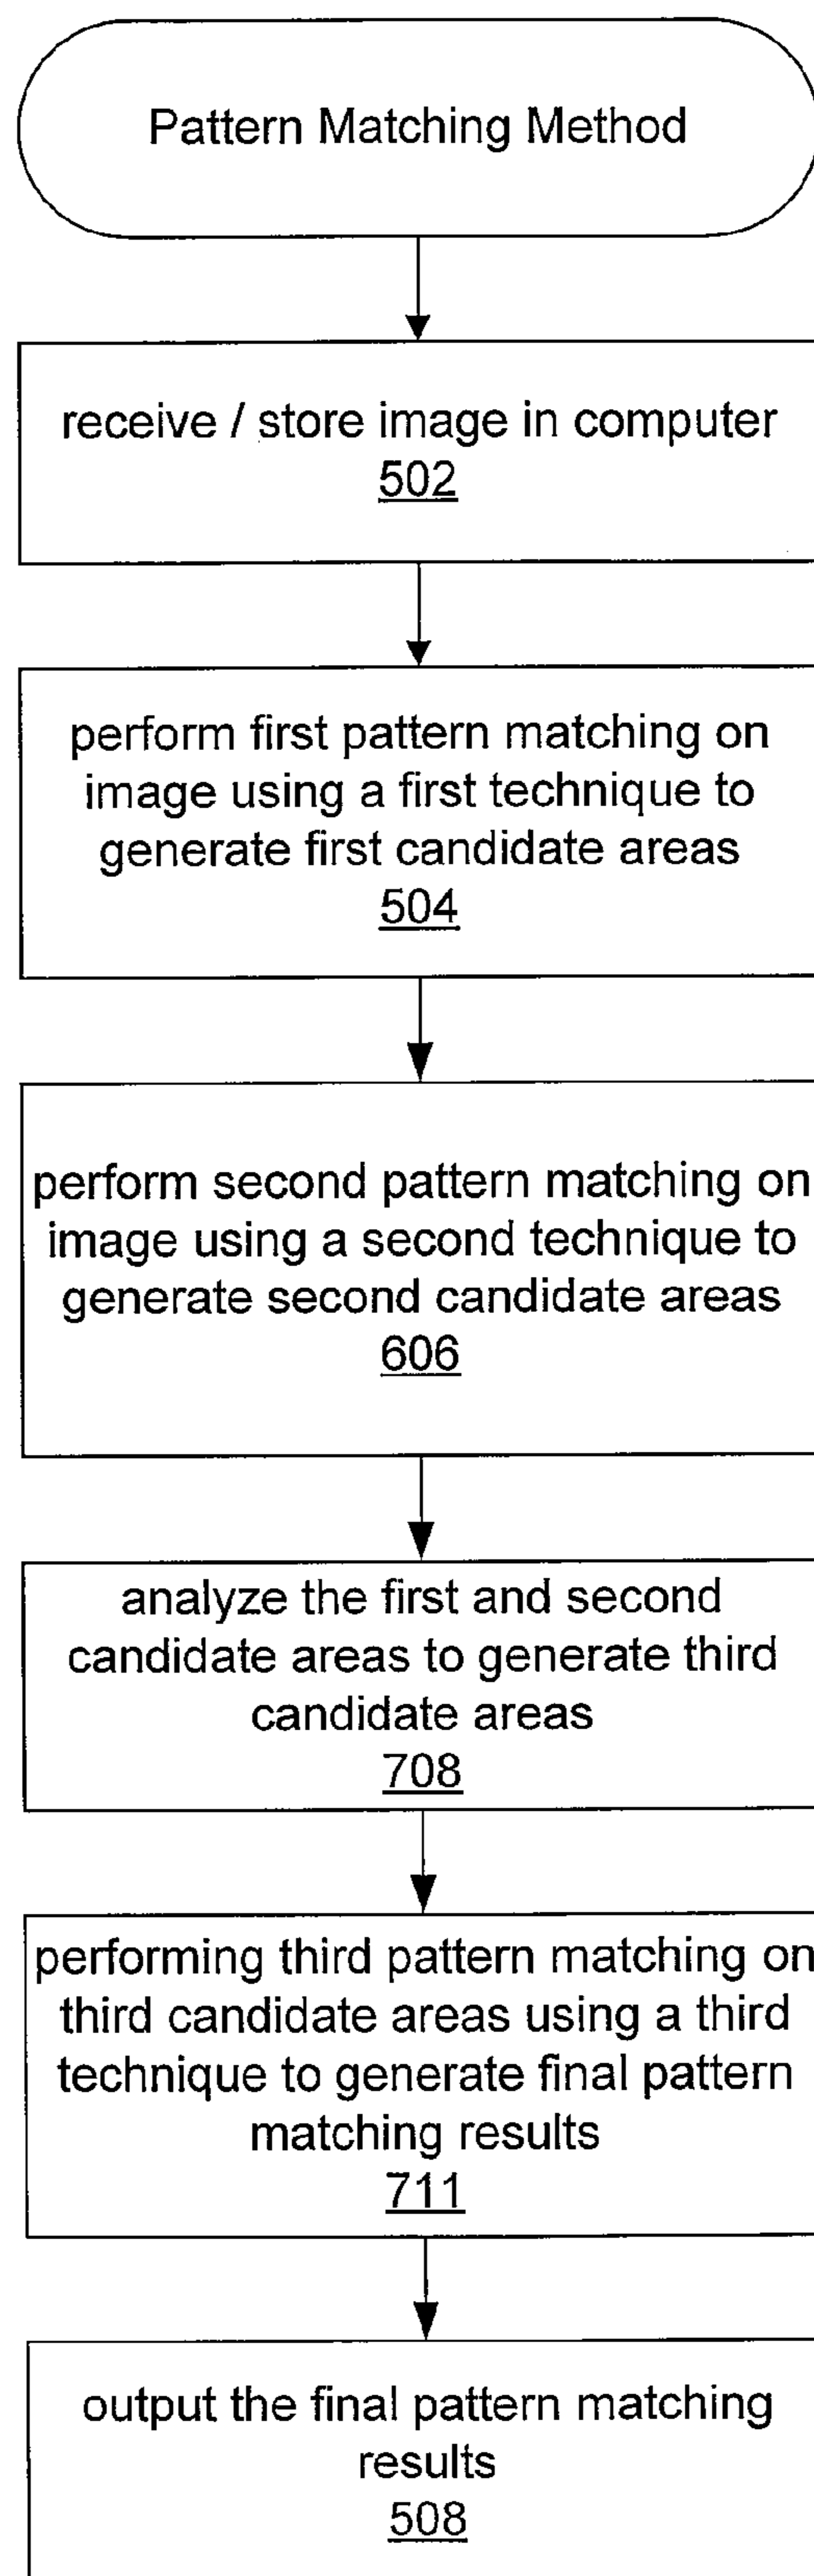 Pattern Matching Method
receive / store image in computer
502
perform first pattern matching on
image using a first technique to
generate first candidate areas
504
perform second pattern matching on
image using a second technique to
generate second candidate areas
606
analyze the first and second
candidate areas to generate third
candidate areas
708
performing third pattern matching on
third candidate areas using a third
technique to generate final pattern
matching results
711
output the final pattern matching
results
508